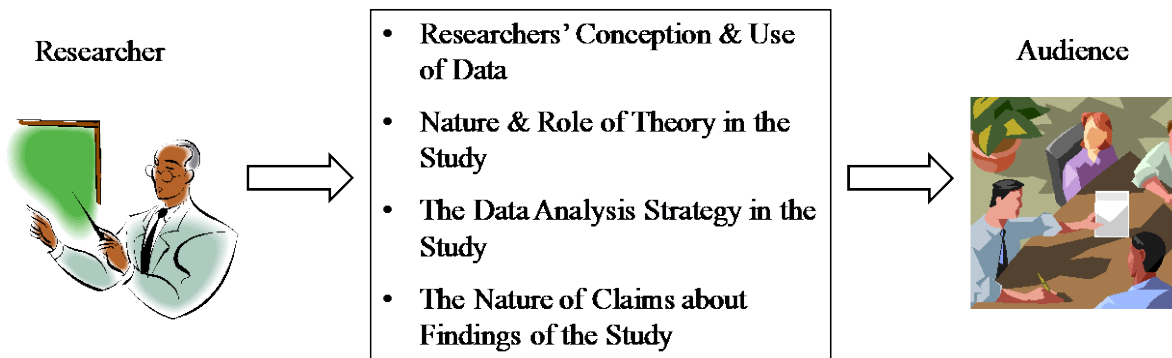 Researcher
• Researchers' Conception & Use
of Data
• Nature & Role of Theory in the
Study
• The Data Analysis Strategy in the
Study
• The Nature of Claims about
Findings of the Study
Audience